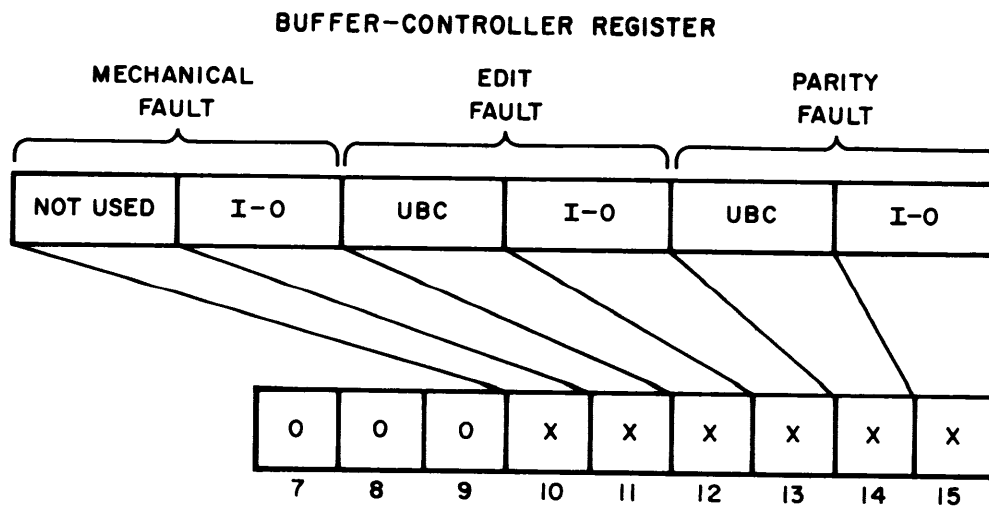 BUFFER-CONTROLLER REGISTER
MECHANICAL FAULT
EDIT FAULT
PARITY FAULT
NOT USED I-O UBC I-O UBC I-O
0 0 0 X X X X X X
7 8 9 10 11 12 13 14 15